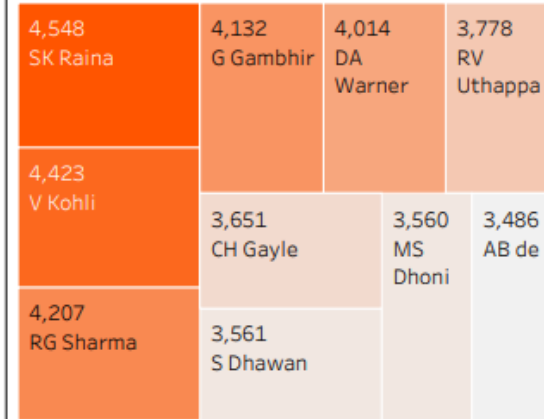 4,548
SK Raina
4,423
V Kohli
4,207
RG Sharma
4,132
G Gambhir
4,014
DA
Warner
3,778
RV
Uthappa
3,651
CH Gayle
3,561
S Dhawan
3,560
MS
Dhoni
3,486
AB de